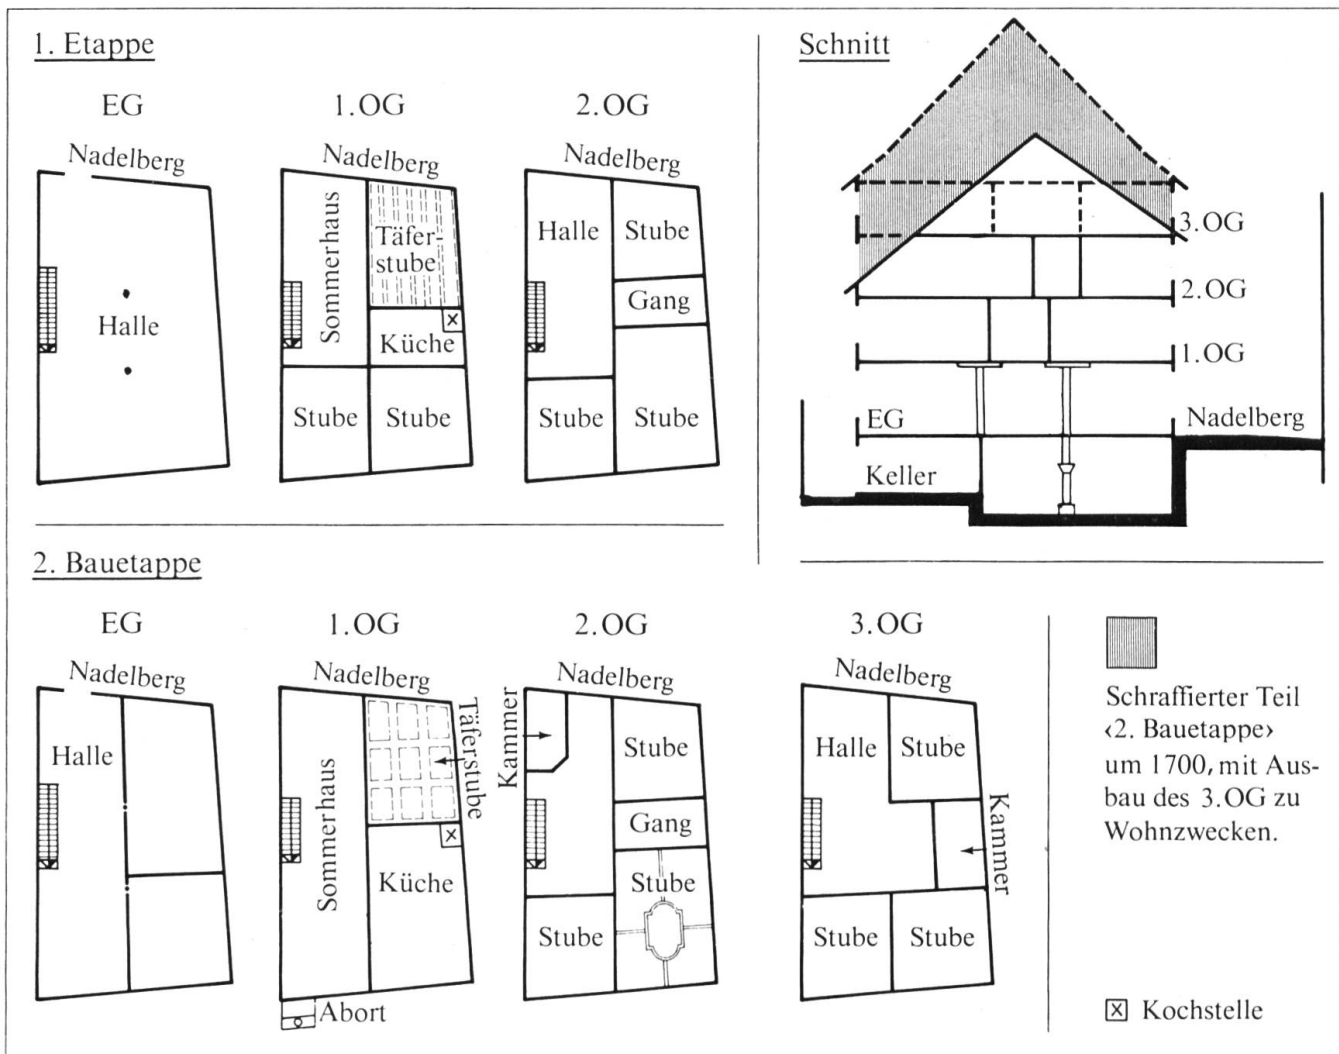 1. Etappe
EG
1.OG
2.OG
Nadelberg
Halle
Nadelberg
Sommerhaus
Täfer-
stube
Küche
Stube
Stube
Nadelberg
Halle
Stube
Gang
Stube
Stube
Schnitt
3.OG
2.OG
1.OG
EG
Nadelberg
Keller
2. Bauetappe
EG
1.OG
2.OG
3.OG
Nadelberg
Halle
Nadelberg
Sommerhaus
Täferstube
Küche
Abort
Kammer
Nadelberg
Stube
Gang
Stube
Stube
Nadelberg
Halle
Stube
Kammer
Stube
Stube
Schraffierter Teil
‹2. Bauetappe›
um 1700, mit Aus-
bau des 3.OG zu
Wohnzwecken.
Kochstelle